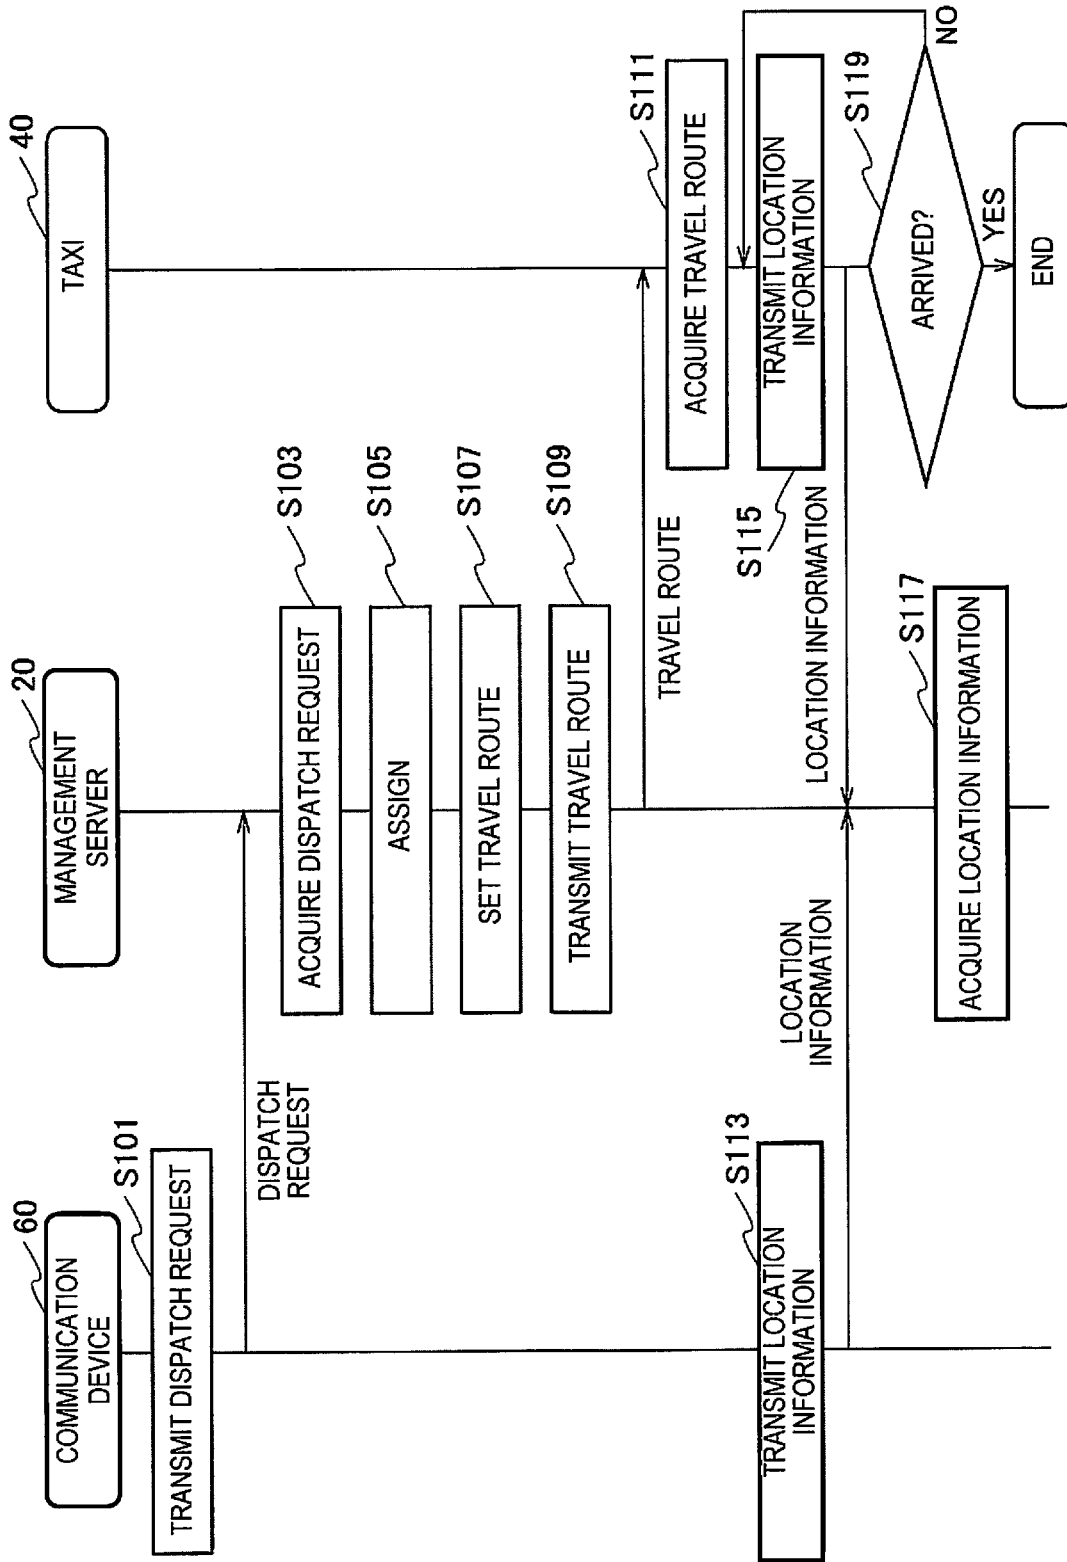 60
COMMUNICATION
DEVICE
20
MANAGEMENT
SERVER
40
TAXI
S101
TRANSMIT DISPATCH REQUEST
DISPATCH
REQUEST
S103
ACQUIRE DISPATCH REQUEST
S105
ASSIGN
S107
SET TRAVEL ROUTE
S109
TRANSMIT TRAVEL ROUTE
TRAVEL ROUTE
S111
ACQUIRE TRAVEL ROUTE
S113
TRANSMIT LOCATION
INFORMATION
LOCATION
INFORMATION
S115
TRANSMIT LOCATION
INFORMATION
LOCATION INFORMATION
S117
ACQUIRE LOCATION INFORMATION
S119
ARRIVED?
NO
YES
END